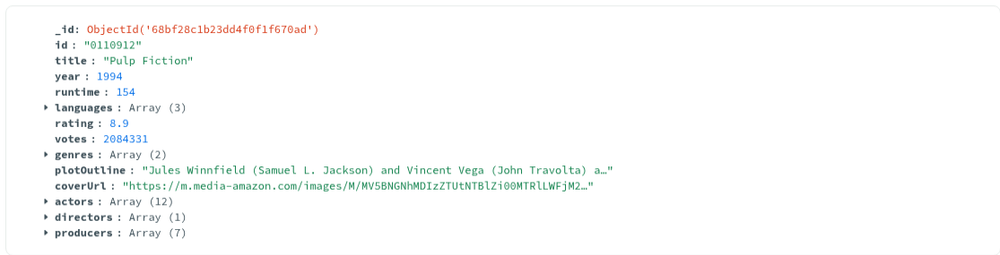 _id: ObjectId('68bf28c1b23dd4f0f1f670ad')
id : "0110912"
title : "Pulp Fiction"
year : 1994
runtime : 154
languages : Array (3)
rating : 8.9
votes : 2084331
genres : Array (2)
plotOutline : "Jules Winnfield (Samuel L. Jackson) and Vincent Vega (John Travolta) a…"
coverUrl : "https://m.media-amazon.com/images/M/MV5BNGNhMDIzZTUtNTBlZi00MTRlLWFjM2…"
actors : Array (12)
directors : Array (1)
producers : Array (7)